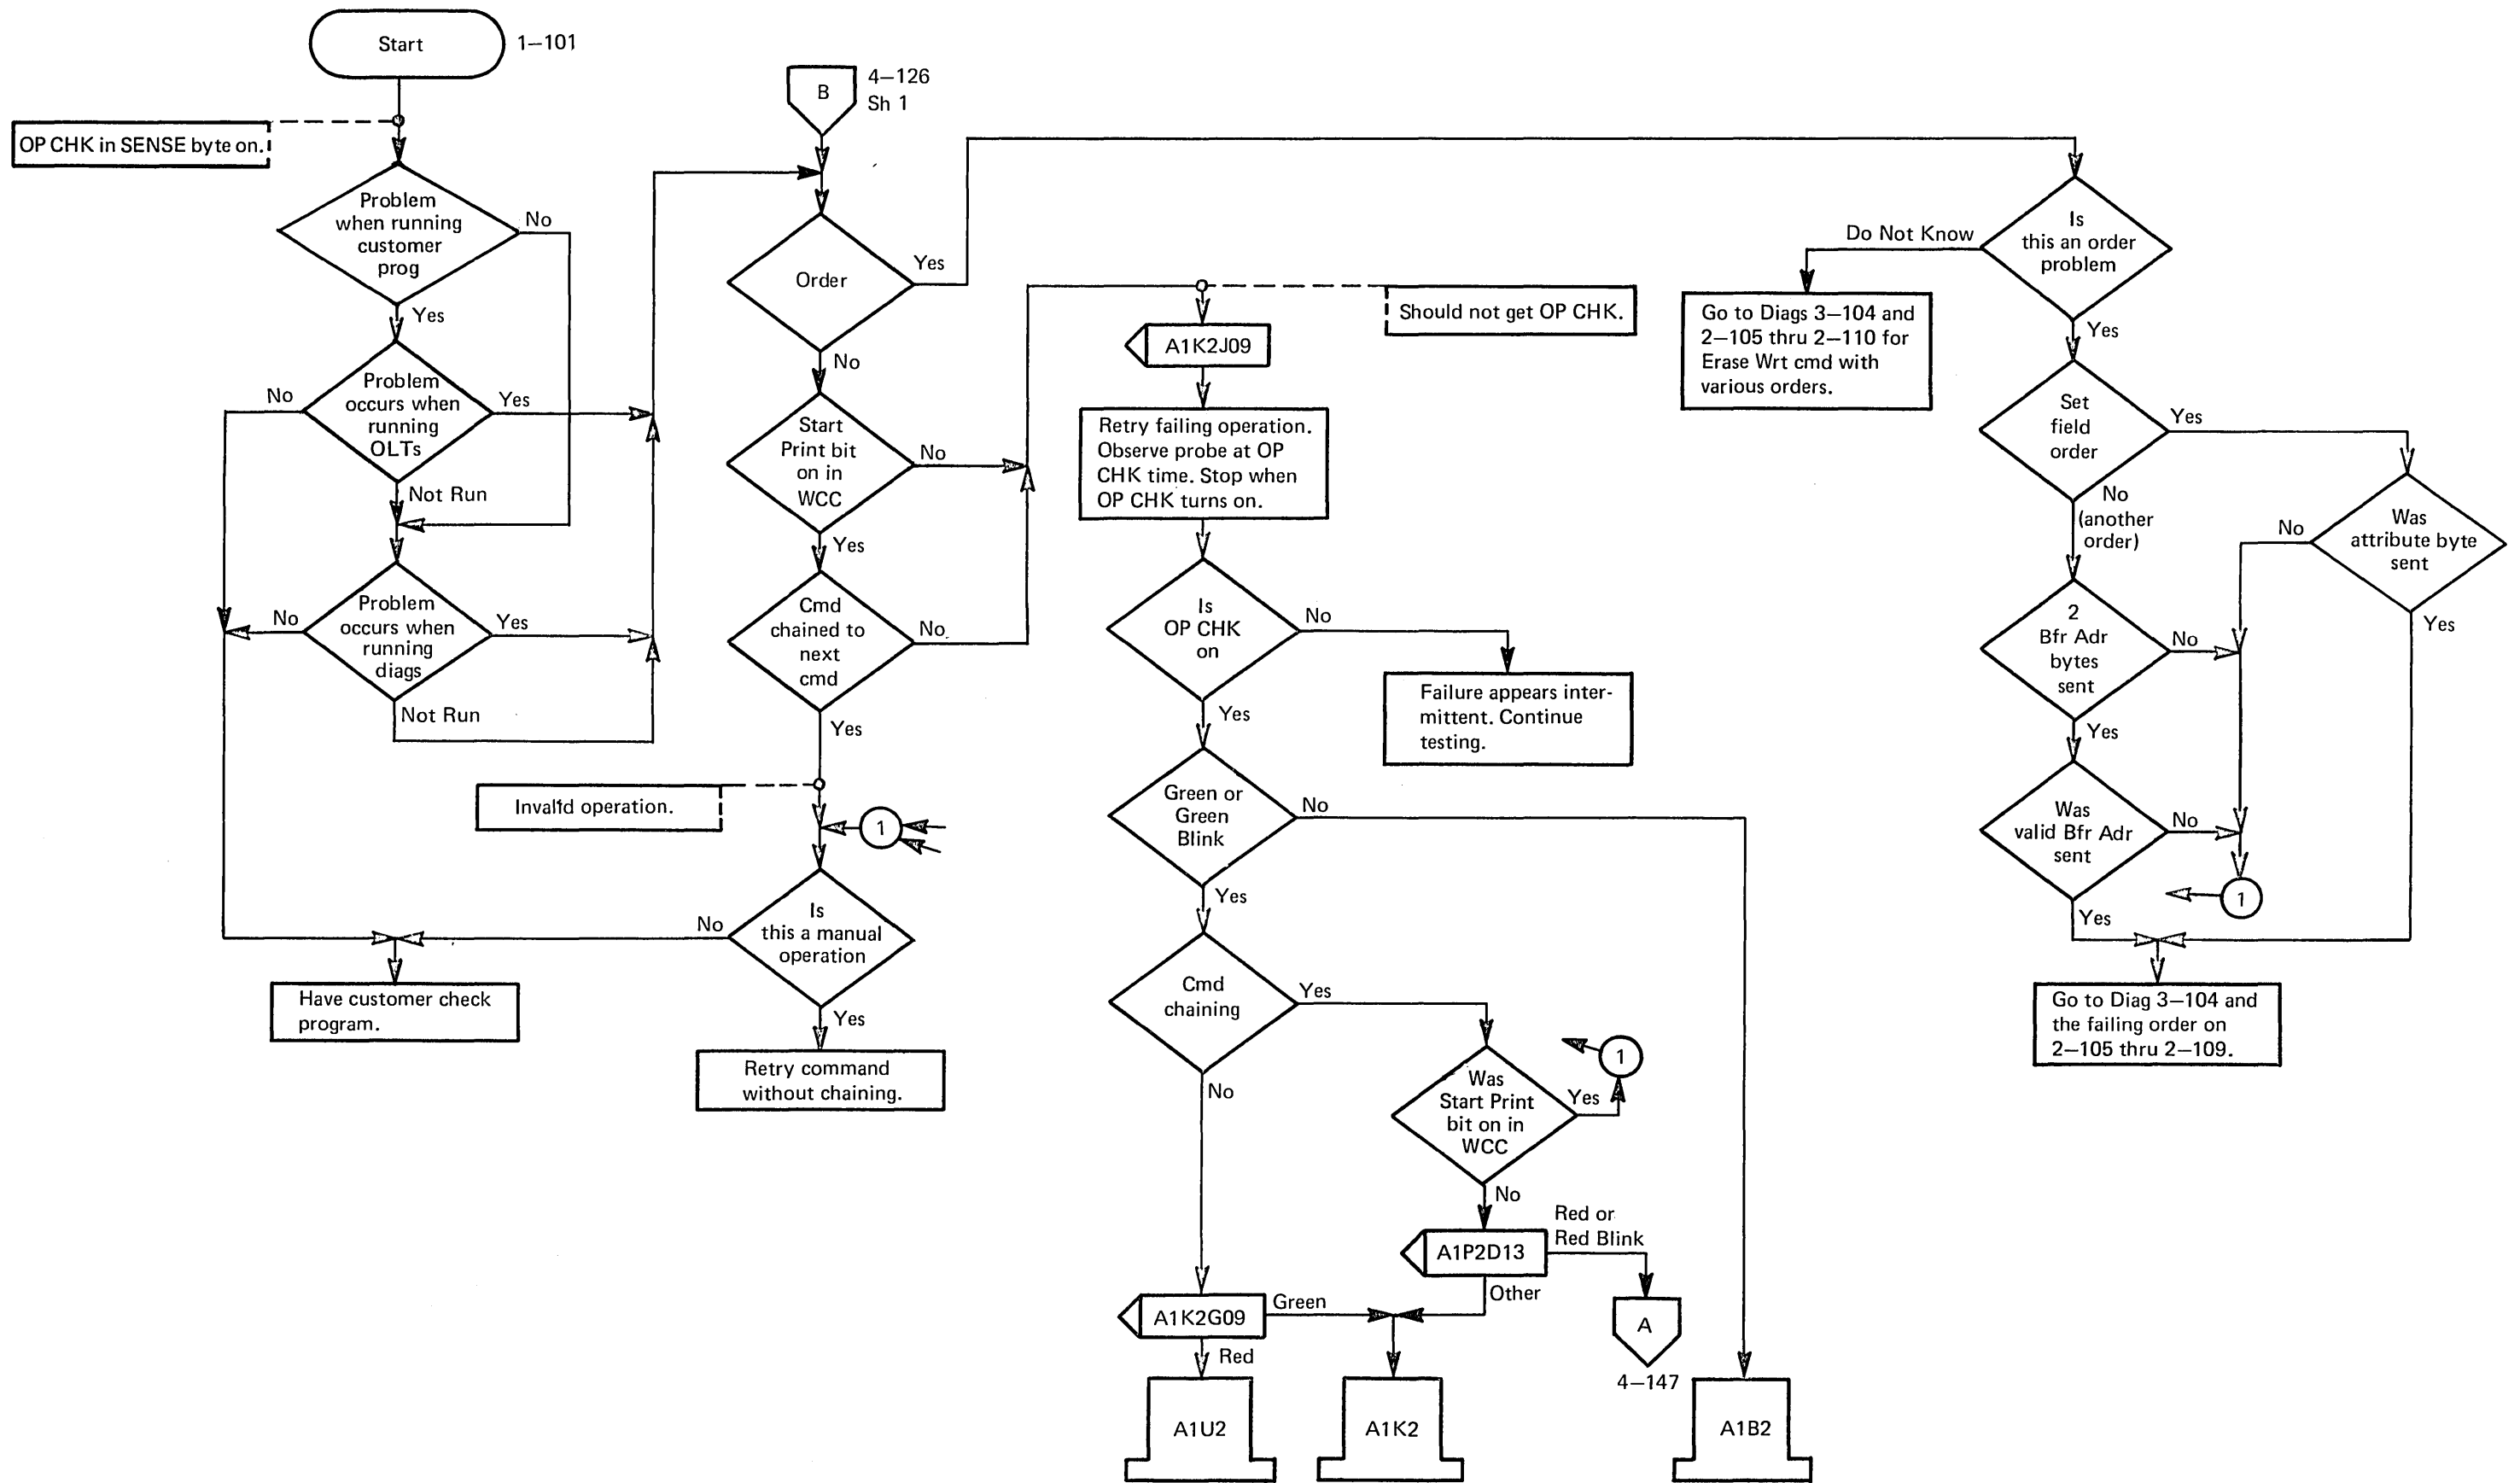 Start
1–101
OP CHK in SENSE byte on.
Problem
when running
customer
prog
No
Yes
Problem
occurs when
running
OLTs
No
Yes
Not Run
Problem
occurs when
running
diags
No
Yes
Not Run
Have customer check
program.
B
4–126
Sh 1
Order
Yes
No
Start
Print bit
on in
WCC
No
Yes
Cmd
chained to
next
cmd
No
Yes
Invalid operation.
1
Is
this a manual
operation
No
Yes
Retry command
without chaining.
Should not get OP CHK.
A1K2J09
Retry failing operation.
Observe probe at OP
CHK time. Stop when
OP CHK turns on.
Is
OP CHK
on
No
Failure appears inter-
mittent. Continue
testing.
Yes
Green or
Green
Blink
No
Yes
Cmd
chaining
Yes
No
Was
Start Print
bit on in
WCC
Yes
1
No
A1P2D13
Red or
Red Blink
Other
A
4–147
A1K2G09
Green
Red
A1U2
A1K2
A1B2
Is
this an order
problem
Do Not Know
Go to Diags 3–104 and
2–105 thru 2–110 for
Erase Wrt cmd with
various orders.
Yes
Set
field
order
Yes
No
(another
order)
Was
attribute byte
sent
No
Yes
2
Bfr Adr
bytes
sent
No
Yes
Was
valid Bfr Adr
sent
No
1
Yes
Go to Diag 3–104 and
the failing order on
2–105 thru 2–109.